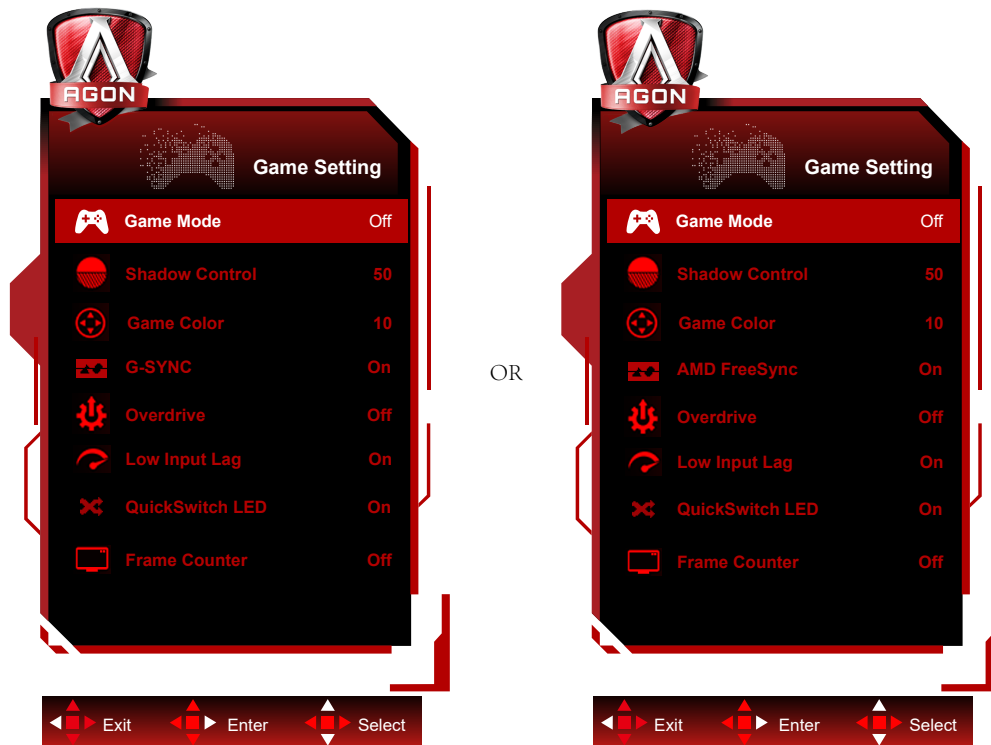 AGON
Game Setting
Game Mode Off
Shadow Control 50
Game Color 10
G-SYNC On
Overdrive Off
Low Input Lag On
QuickSwitch LED On
Frame Counter Off
Exit Enter Select
OR
AGON
Game Setting
Game Mode Off
Shadow Control 50
Game Color 10
AMD FreeSync On
Overdrive Off
Low Input Lag On
QuickSwitch LED On
Frame Counter Off
Exit Enter Select